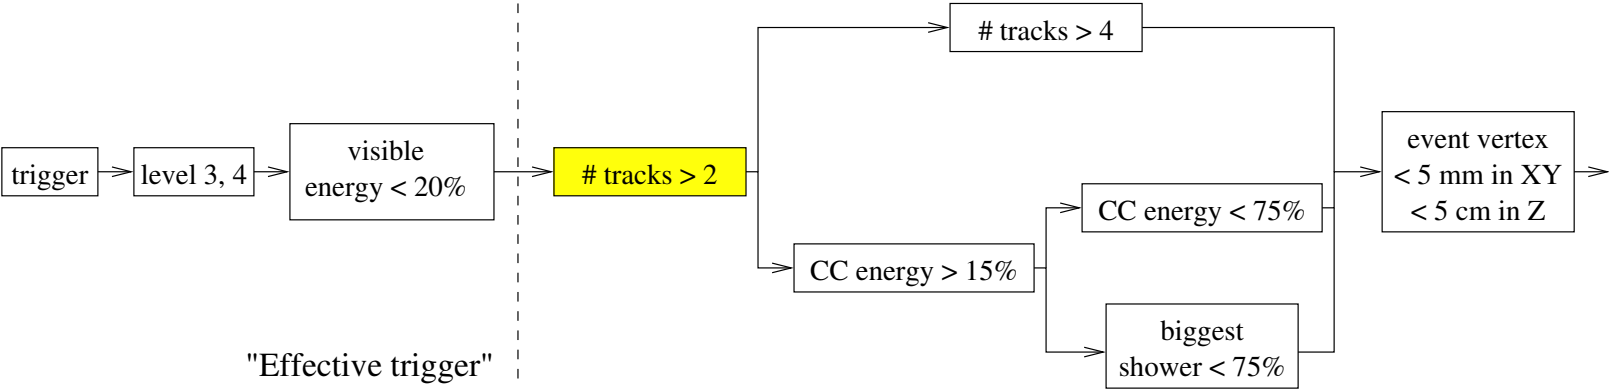 trigger
level 3, 4
visible
energy < 20%
"Effective trigger"
# tracks > 2
# tracks > 4
CC energy > 15%
CC energy < 75%
biggest
shower < 75%
event vertex
< 5 mm in XY
< 5 cm in Z